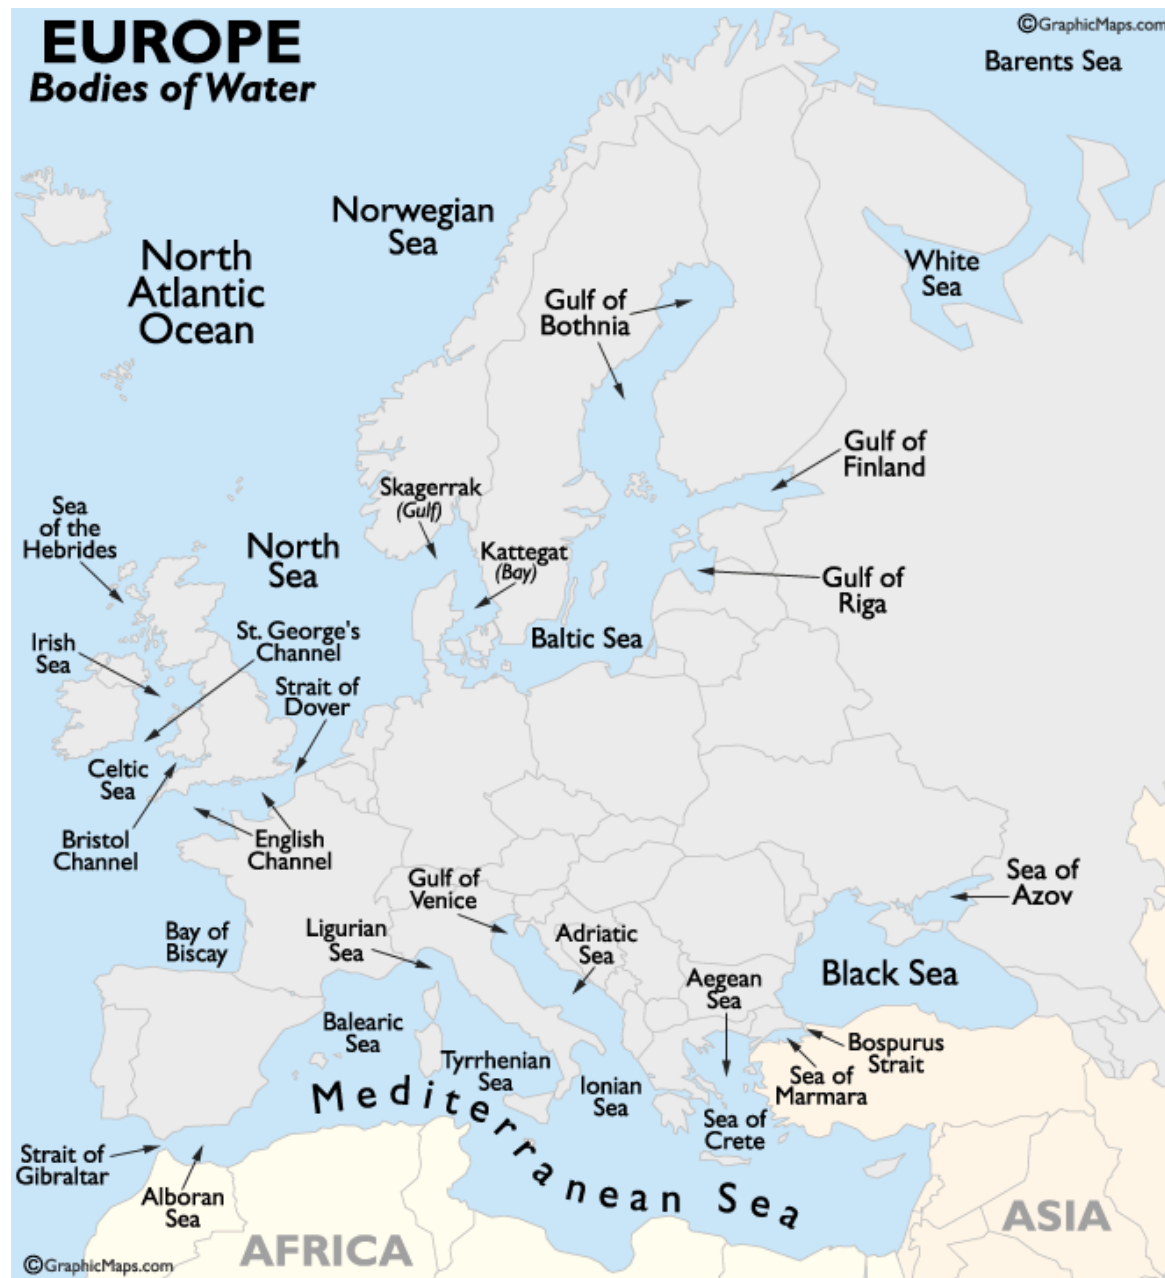 EUROPE
Bodies of Water
©GraphicMaps.com
Barents Sea
Norwegian
Sea
North
Atlantic
Ocean
White
Sea
Gulf of
Bothnia
Gulf of
Finland
Skagerrak
(Gulf)
Sea
of the
Hebrides
North
Sea
Kattegat
(Bay)
Gulf of
Riga
St. George's
Channel
Irish
Sea
Baltic Sea
Strait of
Dover
Celtic
Sea
Bristol
Channel
English
Channel
Gulf of
Venice
Sea of
Azov
Bay of
Biscay
Ligurian
Sea
Adriatic
Sea
Aegean
Sea
Black Sea
Balearic
Sea
Tyrrhenian
Sea
Ionian
Sea
Bospurus
Strait
Sea of
Marmara
Mediterranean Sea
Sea of
Crete
Strait of
Gibraltar
Alboran
Sea
AFRICA
ASIA
©GraphicMaps.com